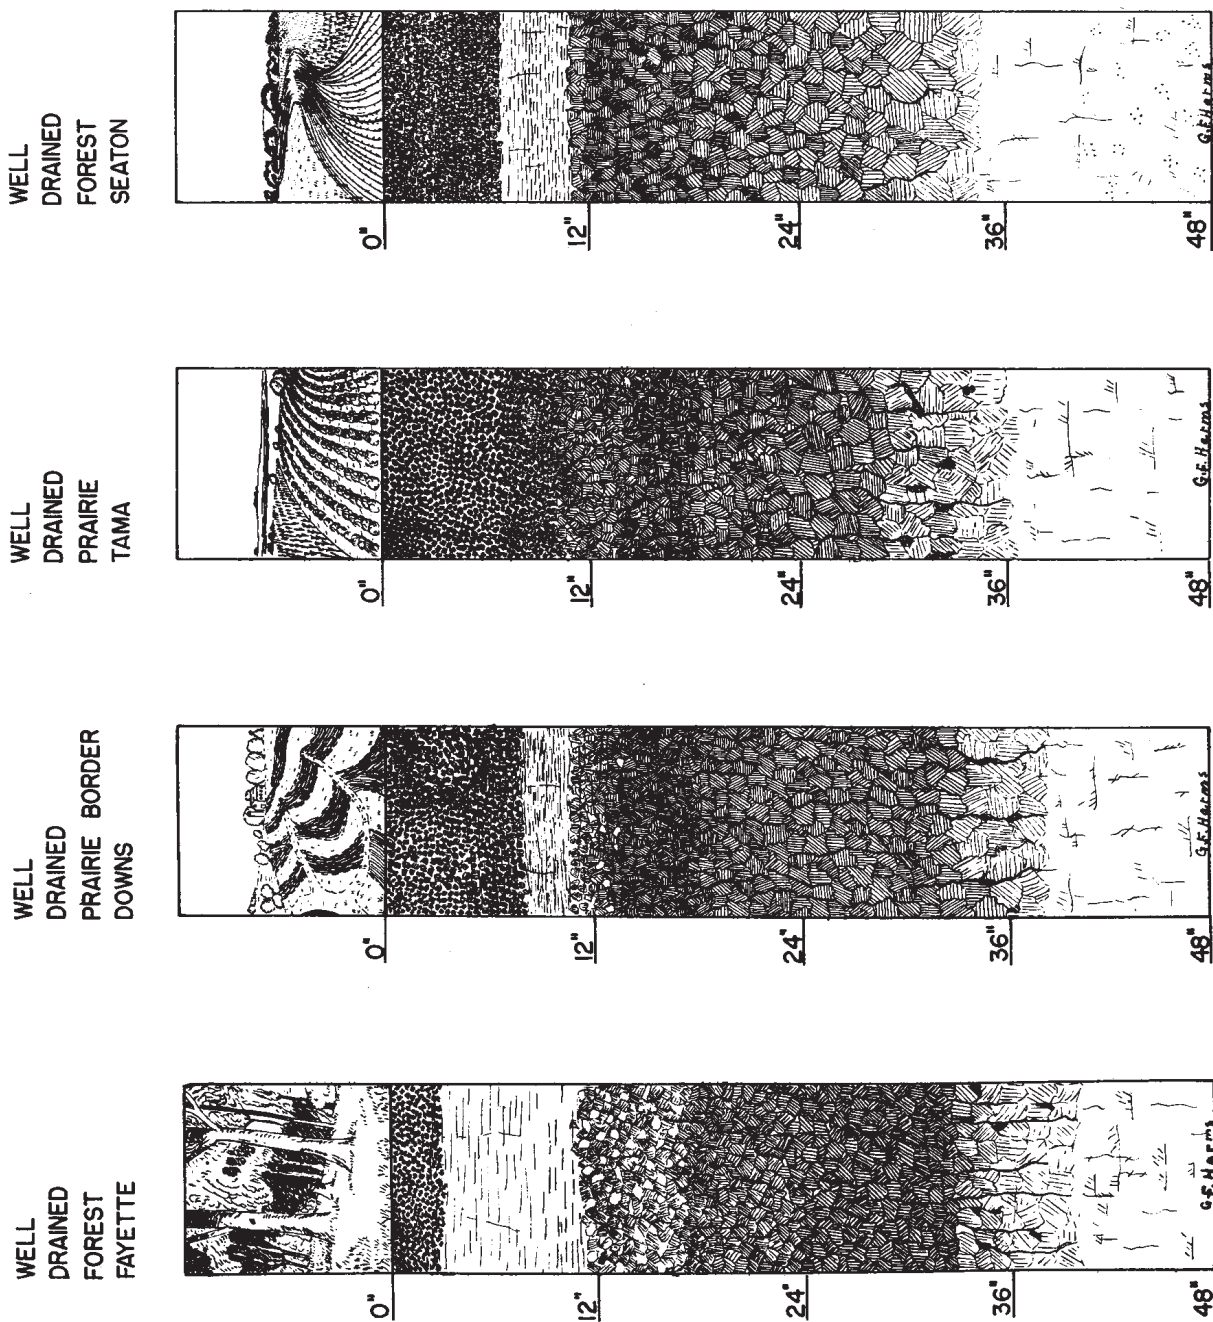 WELL
DRAINED
FOREST
FAYETTE
0"
12"
24"
36"
48"
G.F. Harms
WELL
DRAINED
PRAIRIE BORDER
DOWNS
0"
12"
24"
36"
48"
G.F. Harms
WELL
DRAINED
PRAIRIE
TAMA
0"
12"
24"
36"
48"
G.F. Harms
WELL
DRAINED
FOREST
SEATON
0"
12"
24"
36"
48"
G.F. Harms